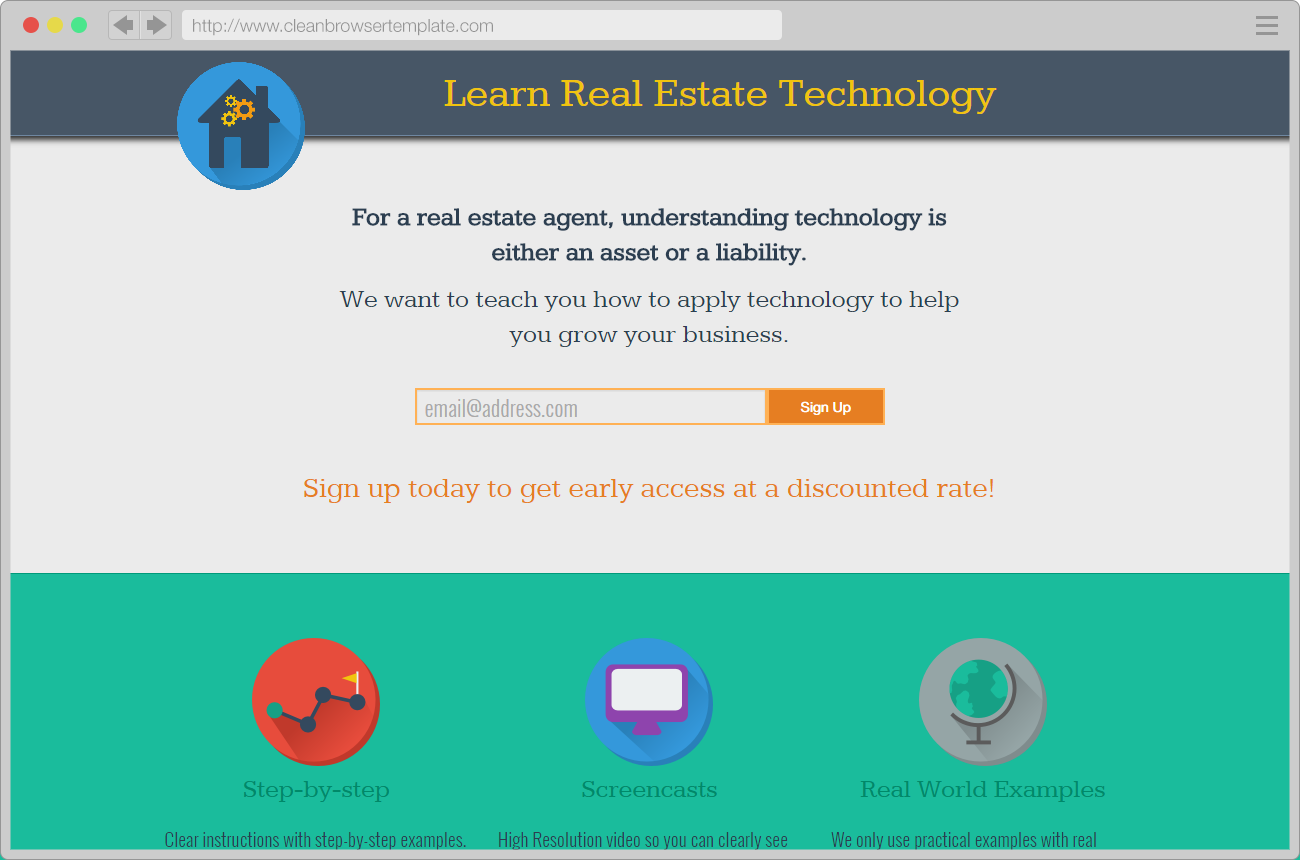 http://www.cleanbrowsertemplate.com
Learn Real Estate Technology
For a real estate agent, understanding technology is
either an asset or a liability.
We want to teach you how to apply technology to help
you grow your business.
email@address.com
Sign Up
Sign up today to get early access at a discounted rate!
Step-by-step
Screencasts
Real World Examples
Clear instructions with step-by-step examples.
High Resolution video so you can clearly see
We only use practical examples with real